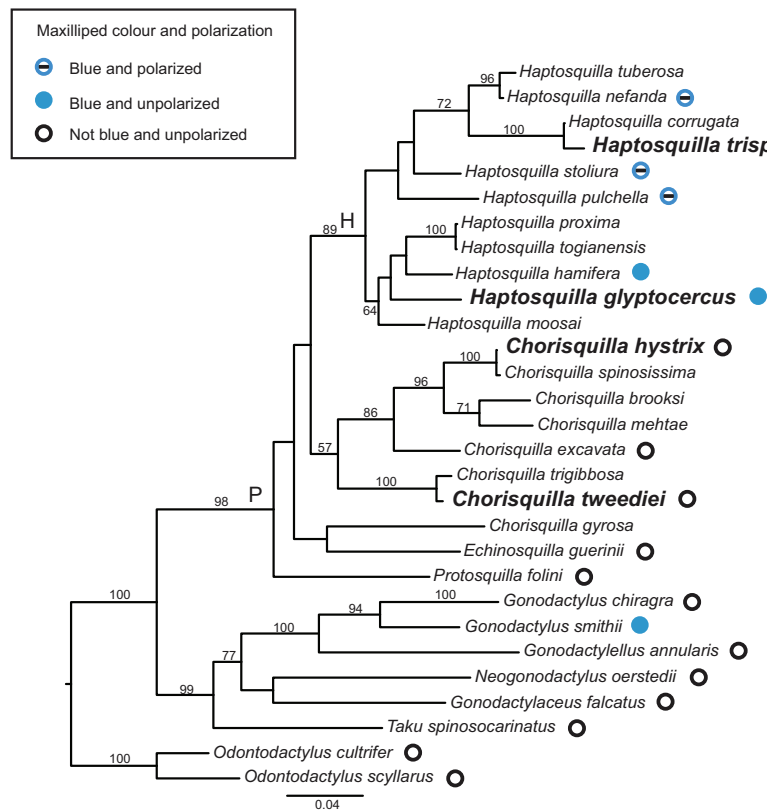 Maxilliped colour and polarization
Blue and polarized
Blue and unpolarized
Not blue and unpolarized
Haptosquilla tuberosa
96
Haptosquilla nefanda
72
Haptosquilla corrugata
100
Haptosquilla trisp
Haptosquilla stoliura
Haptosquilla pulchella
H
89
Haptosquilla proxima
100
Haptosquilla togianensis
Haptosquilla hamifera
Haptosquilla glyptocercus
64
Haptosquilla moosai
Chorisquilla hystrix
100
Chorisquilla spinosissima
96
Chorisquilla brooksi
71
86
Chorisquilla mehtae
57
Chorisquilla excavata
Chorisquilla trigibbosa
100
Chorisquilla tweediei
98
P
Chorisquilla gyrosa
Echinosquilla guerinii
Protosquilla folini
100
100
Gonodactylus chiragra
94
Gonodactylus smithii
100
Gonodactylellus annularis
77
Neogonodactylus oerstedii
99
Gonodactylaceus falcatus
Taku spinosocarinatus
Odontodactylus cultrifer
100
Odontodactylus scyllarus
0.04